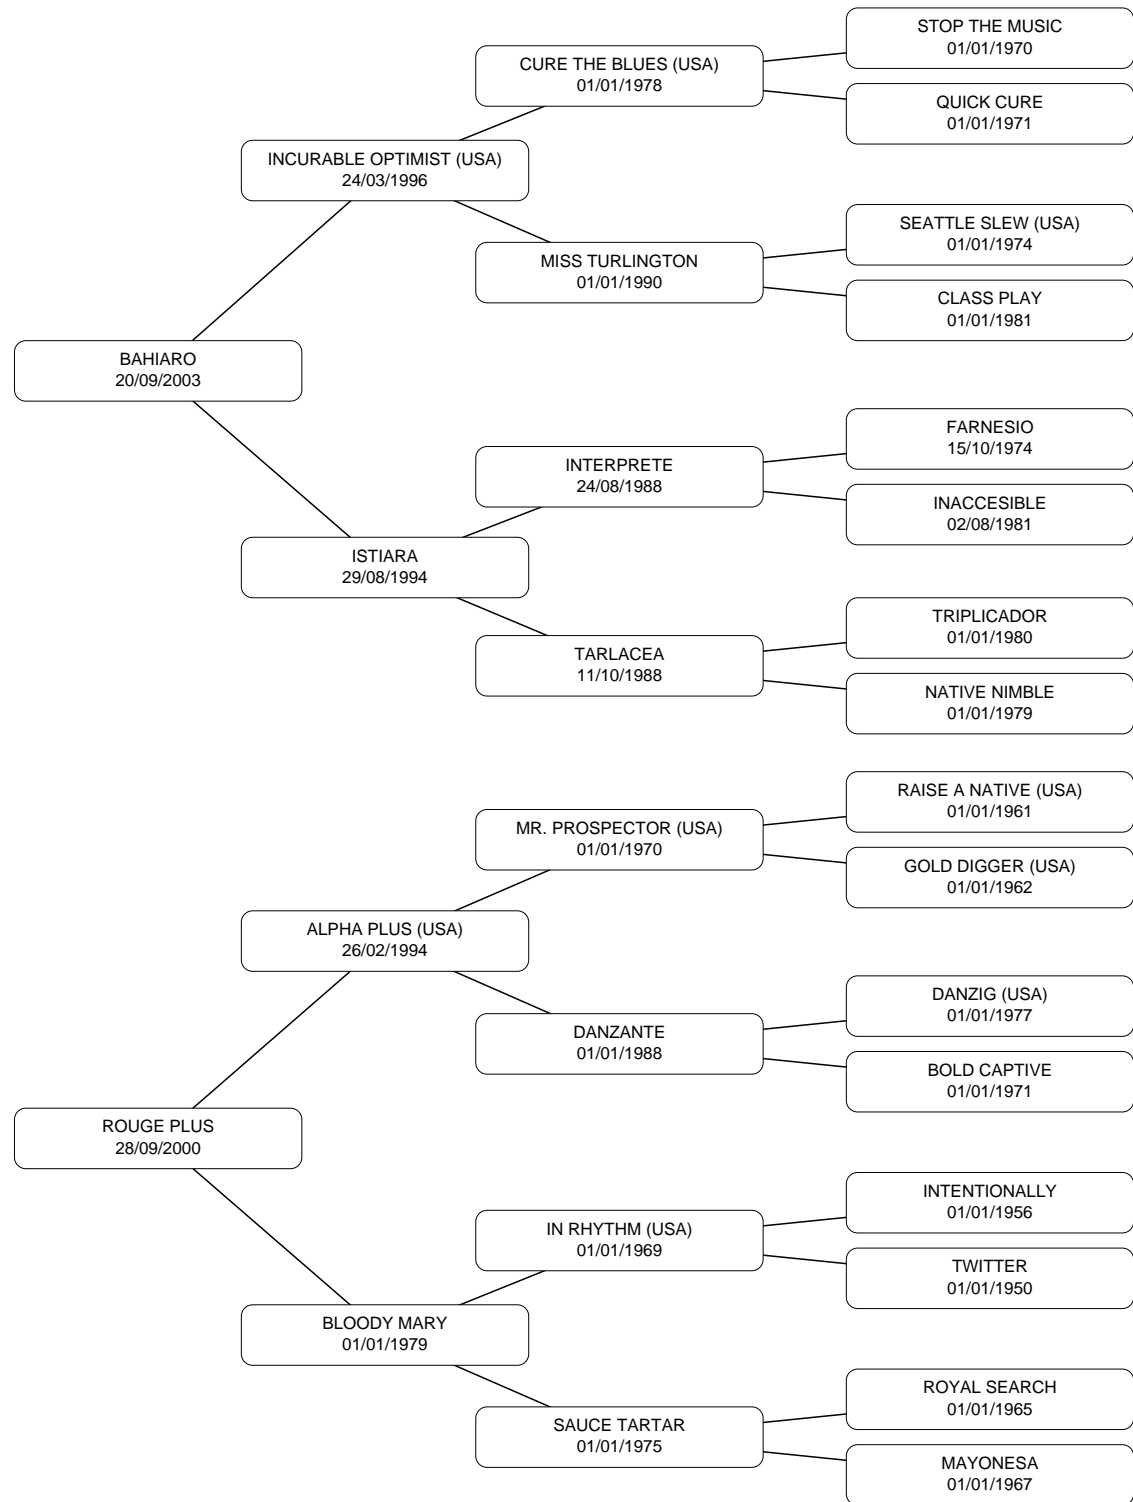 STOP THE MUSIC
01/01/1970
CURE THE BLUES (USA)
01/01/1978
QUICK CURE
01/01/1971
INCURABLE OPTIMIST (USA)
24/03/1996
SEATTLE SLEW (USA)
01/01/1974
MISS TURLINGTON
01/01/1990
CLASS PLAY
01/01/1981
BAHIARO
20/09/2003
FARNESIO
15/10/1974
INTERPRETE
24/08/1988
INACCESIBLE
02/08/1981
ISTIARA
29/08/1994
TRIPLICADOR
01/01/1980
TARLACEA
11/10/1988
NATIVE NIMBLE
01/01/1979
RAISE A NATIVE (USA)
01/01/1961
MR. PROSPECTOR (USA)
01/01/1970
GOLD DIGGER (USA)
01/01/1962
ALPHA PLUS (USA)
26/02/1994
DANZIG (USA)
01/01/1977
DANZANTE
01/01/1988
BOLD CAPTIVE
01/01/1971
ROUGE PLUS
28/09/2000
INTENTIONALLY
01/01/1956
IN RHYTHM (USA)
01/01/1969
TWITTER
01/01/1950
BLOODY MARY
01/01/1979
ROYAL SEARCH
01/01/1965
SAUCE TARTAR
01/01/1975
MAYONESA
01/01/1967